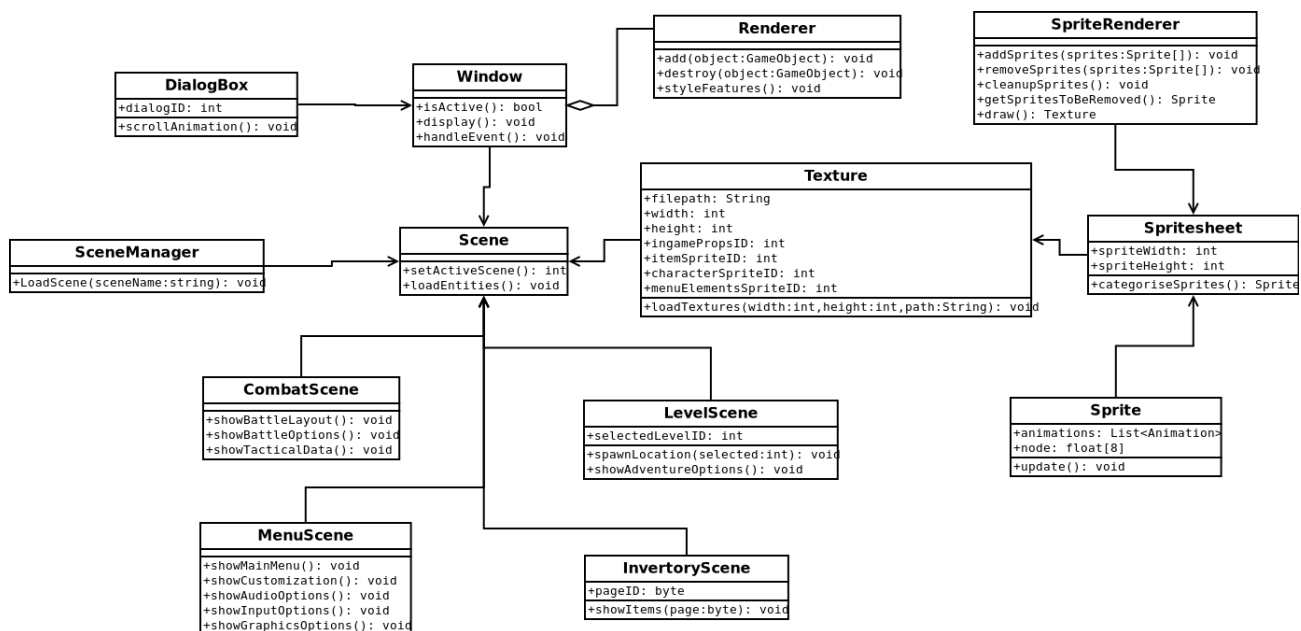 Renderer
+add(object:GameObject): void
+destroy(object:GameObject): void
+styleFeatures(): void
SpriteRenderer
+addSprites(sprites:Sprite[]): void
+removeSprites(sprites:Sprite[]): void
+cleanupSprites(): void
+getSpritesToBeRemoved(): Sprite
+draw(): Texture
DialogBox
+dialogID: int
+scrollAnimation(): void
Window
+isActive(): bool
+display(): void
+handleEvent(): void
Texture
+filepath: String
+width: int
+height: int
+ingamePropsID: int
+itemSpriteID: int
+characterSpriteID: int
+menuElementsSpriteID: int
+loadTextures(width:int,height:int,path:String): void
Spritesheet
+spriteWidth: int
+spriteHeight: int
+categoriseSprites(): Sprite
SceneManager
+LoadScene(sceneName:string): void
Scene
+setActiveScene(): int
+loadEntities(): void
CombatScene
+showBattleLayout(): void
+showBattleOptions(): void
+showTacticalData(): void
LevelScene
+selectedLevelID: int
+spawnLocation(selected:int): void
+showAdventureOptions(): void
Sprite
+animations: List<Animation>
+node: float[8]
+update(): void
MenuScene
+showMainMenu(): void
+showCustomization(): void
+showAudioOptions(): void
+showInputOptions(): void
+showGraphicsOptions(): void
InvertoryScene
+pageID: byte
+showItems(page:byte): void